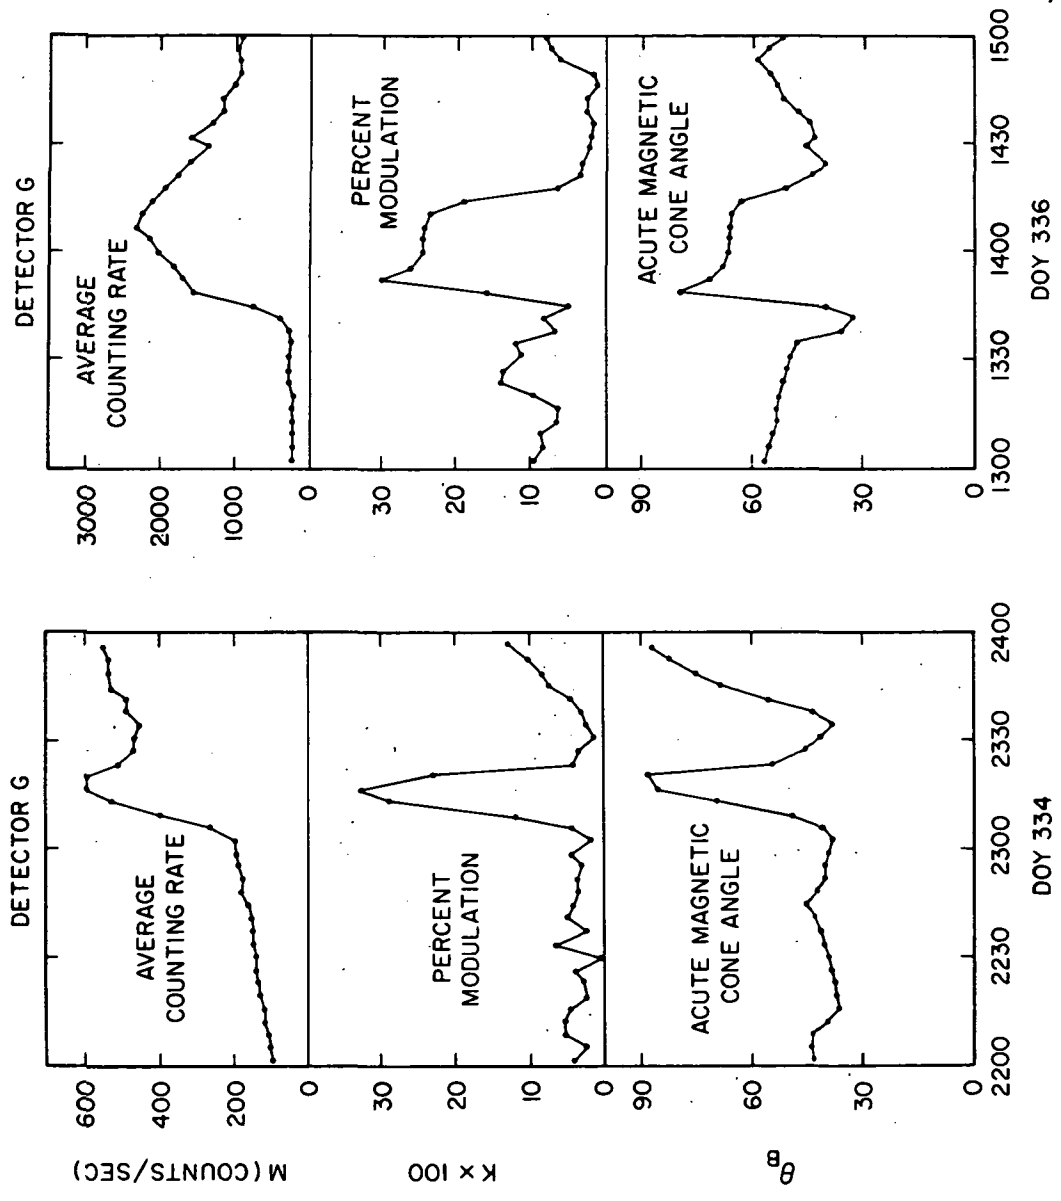 DETECTOR G
M (COUNTS/SEC)
600
400
200
0
AVERAGE
COUNTING RATE
K × 100
30
20
10
0
PERCENT
MODULATION
θB
90
60
30
0
ACUTE MAGNETIC
CONE ANGLE
2200
2230
2300
2330
2400
DOY 334
DETECTOR G
3000
2000
1000
0
AVERAGE
COUNTING RATE
30
20
10
0
PERCENT
MODULATION
90
60
30
0
ACUTE MAGNETIC
CONE ANGLE
1300
1330
1400
1430
1500
DOY 336